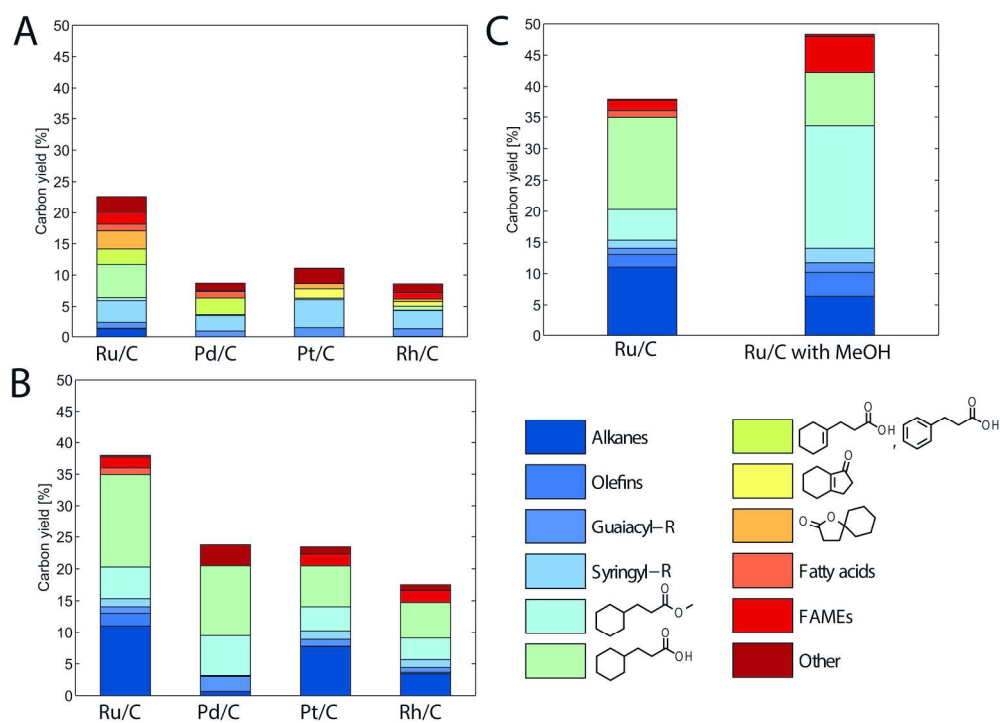 A
Carbon yield [%]
50
45
40
35
30
25
20
15
10
5
0
Ru/C Pd/C Pt/C Rh/C
C
Carbon yield [%]
50
45
40
35
30
25
20
15
10
5
0
Ru/C Ru/C with MeOH
B
Carbon yield [%]
50
45
40
35
30
25
20
15
10
5
0
Ru/C Pd/C Pt/C Rh/C
Alkanes
Olefins
Guaiacyl–R
Syringyl–R
O
O
O
OH
O
OH , O
OH
O
O O
Fatty acids
FAMEs
Other